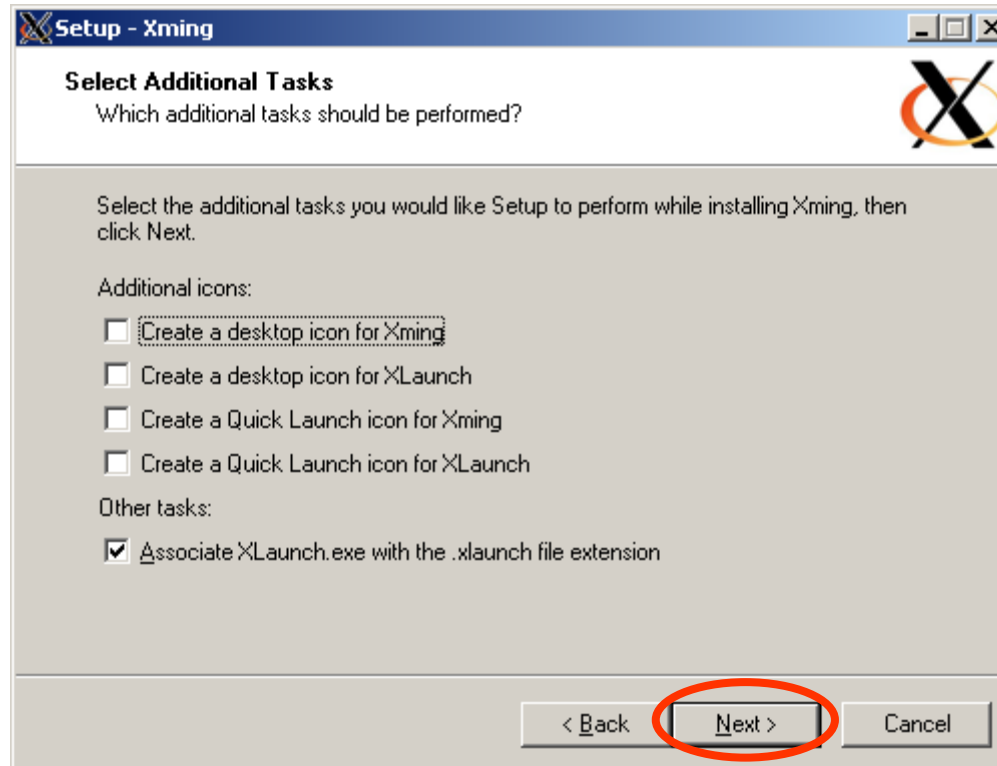 Setup - Xming
Select Additional Tasks
Which additional tasks should be performed?
Select the additional tasks you would like Setup to perform while installing Xming, then
click Next.
Additional icons:
Create a desktop icon for Xming
Create a desktop icon for XLaunch
Create a Quick Launch icon for Xming
Create a Quick Launch icon for XLaunch
Other tasks:
Associate XLaunch.exe with the .xlaunch file extension
< Back Next > Cancel